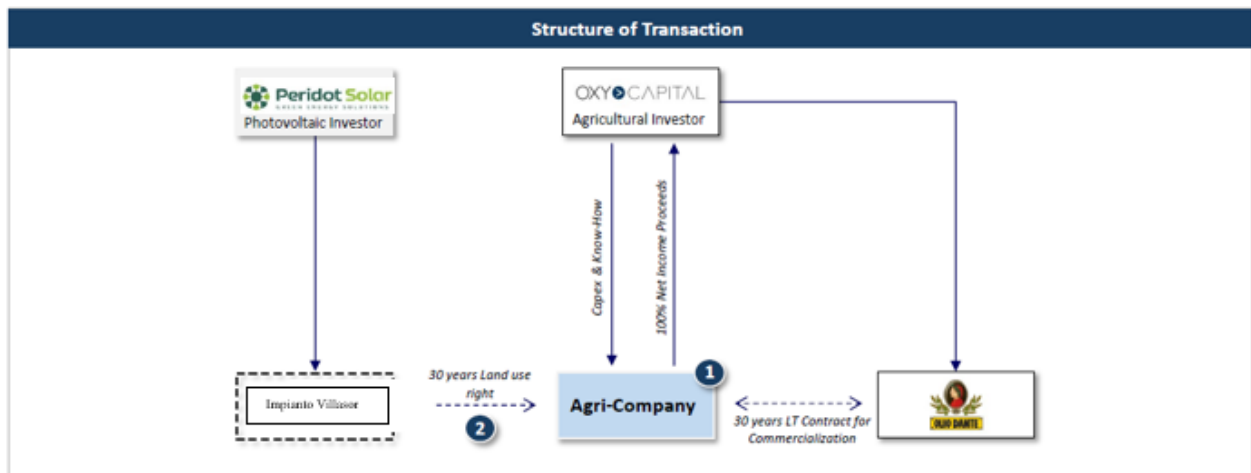 Structure of Transaction
Peridot Solar
GREEN ENERGY SOLUTIONS
Photovoltaic Investor
OXY CAPITAL
Agricultural Investor
Capex & Know-How
100% Net Income Proceeds
1
30 years Land use
right
2
Impianto Villasor
Agri-Company
30 years LT Contract for
Commercialization
OLIO DANTE